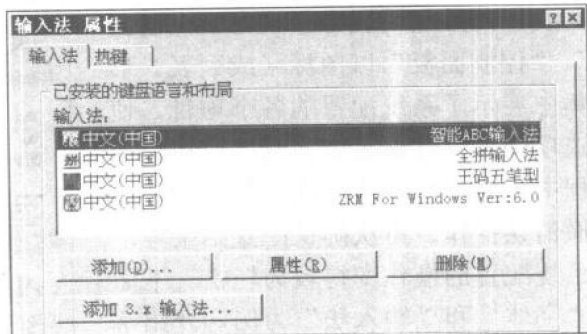 输入法 属性
输入法 热键
已安装的键盘语言和布局
输入法:
中文(中国) 智能ABC输入法
中文(中国) 全拼输入法
中文(中国) 王码五笔型
中文(中国) ZRM For Windows Ver:6.0
添加(D)... 属性(R) 删除(M)
添加 3.x 输入法...